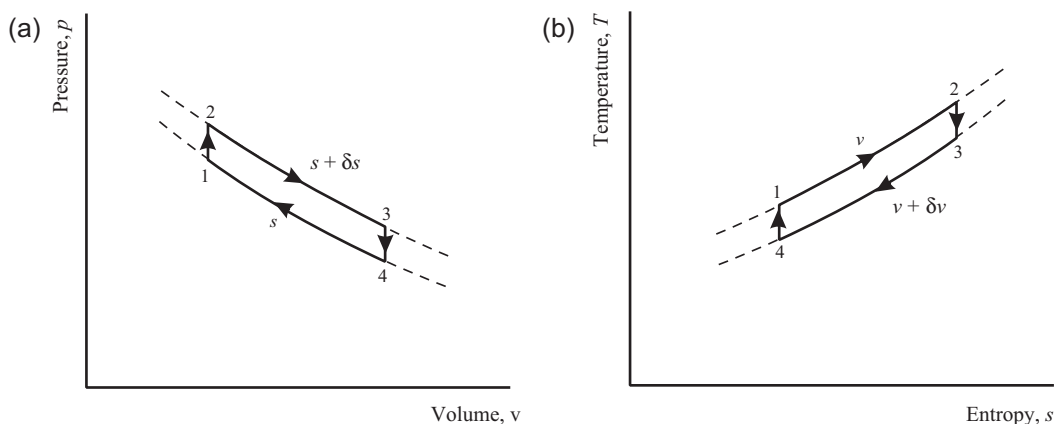 (a)
Pressure, p
2
1
s + δs
s
3
4
Volume, v
(b)
Temperature, T
2
v
3
1
v + δv
4
Entropy, s